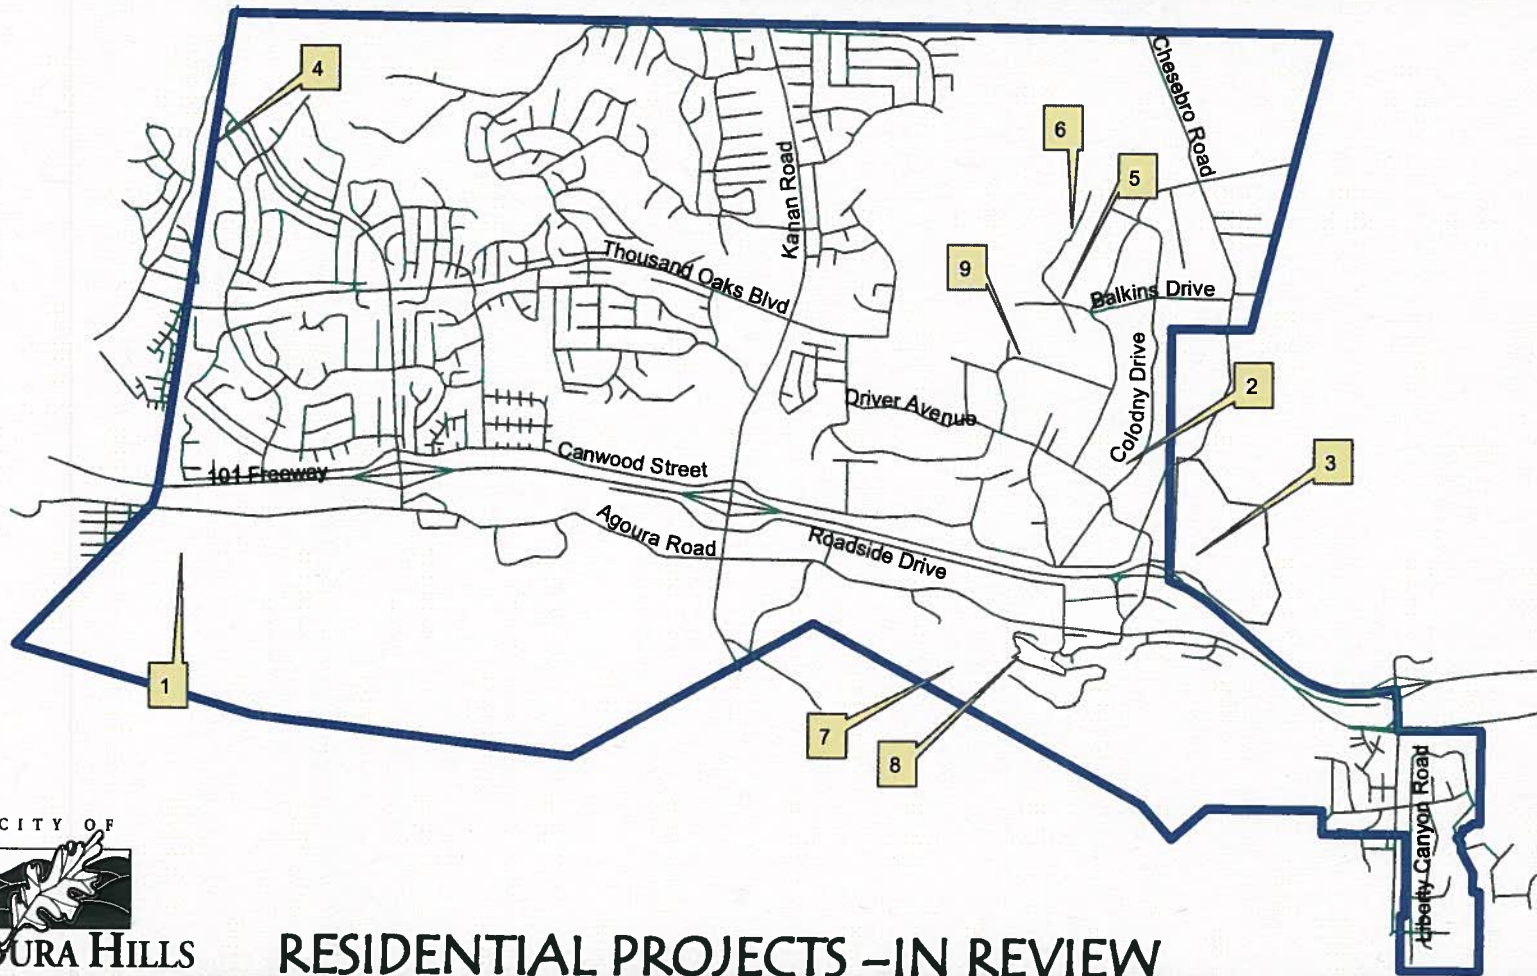 Chesebro Road
4
6
5
Kanan Road
9
Thousand Oaks Blvd
Balkins Drive
Colodny Drive
2
Driver Avenue
Canwood Street
3
101 Freeway
Agoura Road
Roadside Drive
1
7
8
Liberty Canyon Road
CITY OF
OURA HILLS
RESIDENTIAL PROJECTS –IN REVIEW